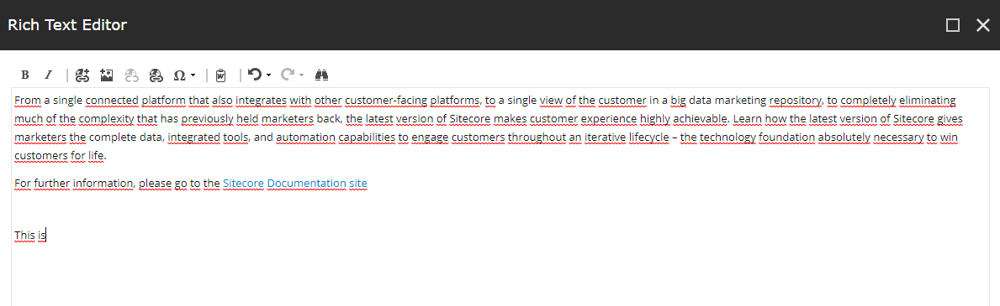 Rich Text Editor
B I Ω
From a single connected platform that also integrates with other customer-facing platforms, to a single view of the customer in a big data marketing repository, to completely eliminating
much of the complexity that has previously held marketers back, the latest version of Sitecore makes customer experience highly achievable. Learn how the latest version of Sitecore gives
marketers the complete data, integrated tools, and automation capabilities to engage customers throughout an iterative lifecycle – the technology foundation absolutely necessary to win
customers for life.
For further information, please go to the Sitecore Documentation site
This is